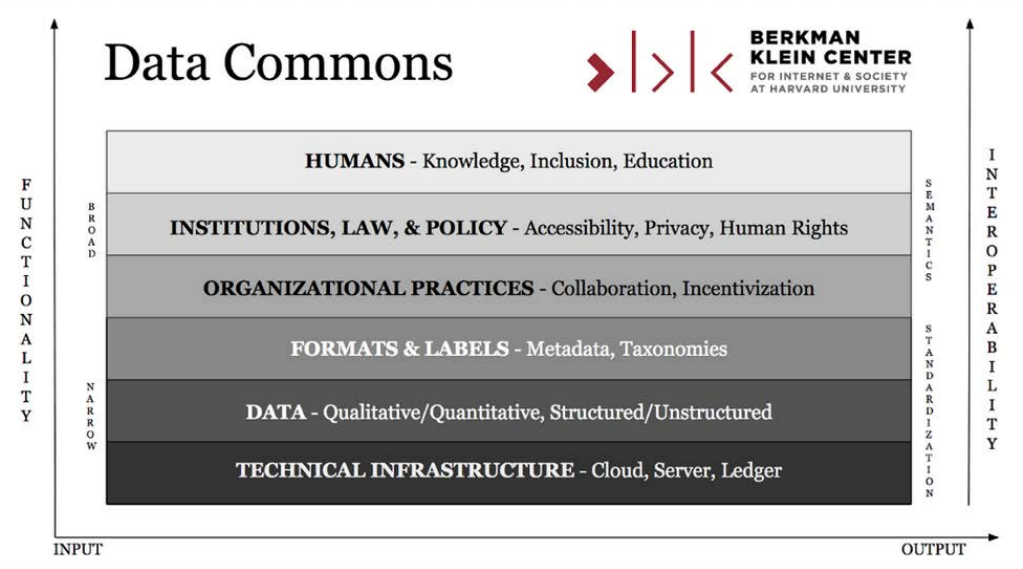 Data Commons
BERKMAN
KLEIN CENTER
FOR INTERNET & SOCIETY
AT HARVARD UNIVERSITY
FUNCTIONALITY
BROAD
NARROW
HUMANS - Knowledge, Inclusion, Education
INSTITUTIONS, LAW, & POLICY - Accessibility, Privacy, Human Rights
ORGANIZATIONAL PRACTICES - Collaboration, Incentivization
FORMATS & LABELS - Metadata, Taxonomies
DATA - Qualitative/Quantitative, Structured/Unstructured
TECHNICAL INFRASTRUCTURE - Cloud, Server, Ledger
SEMANTICS
STANDARDIZATION
INTEROPERABILITY
INPUT
OUTPUT